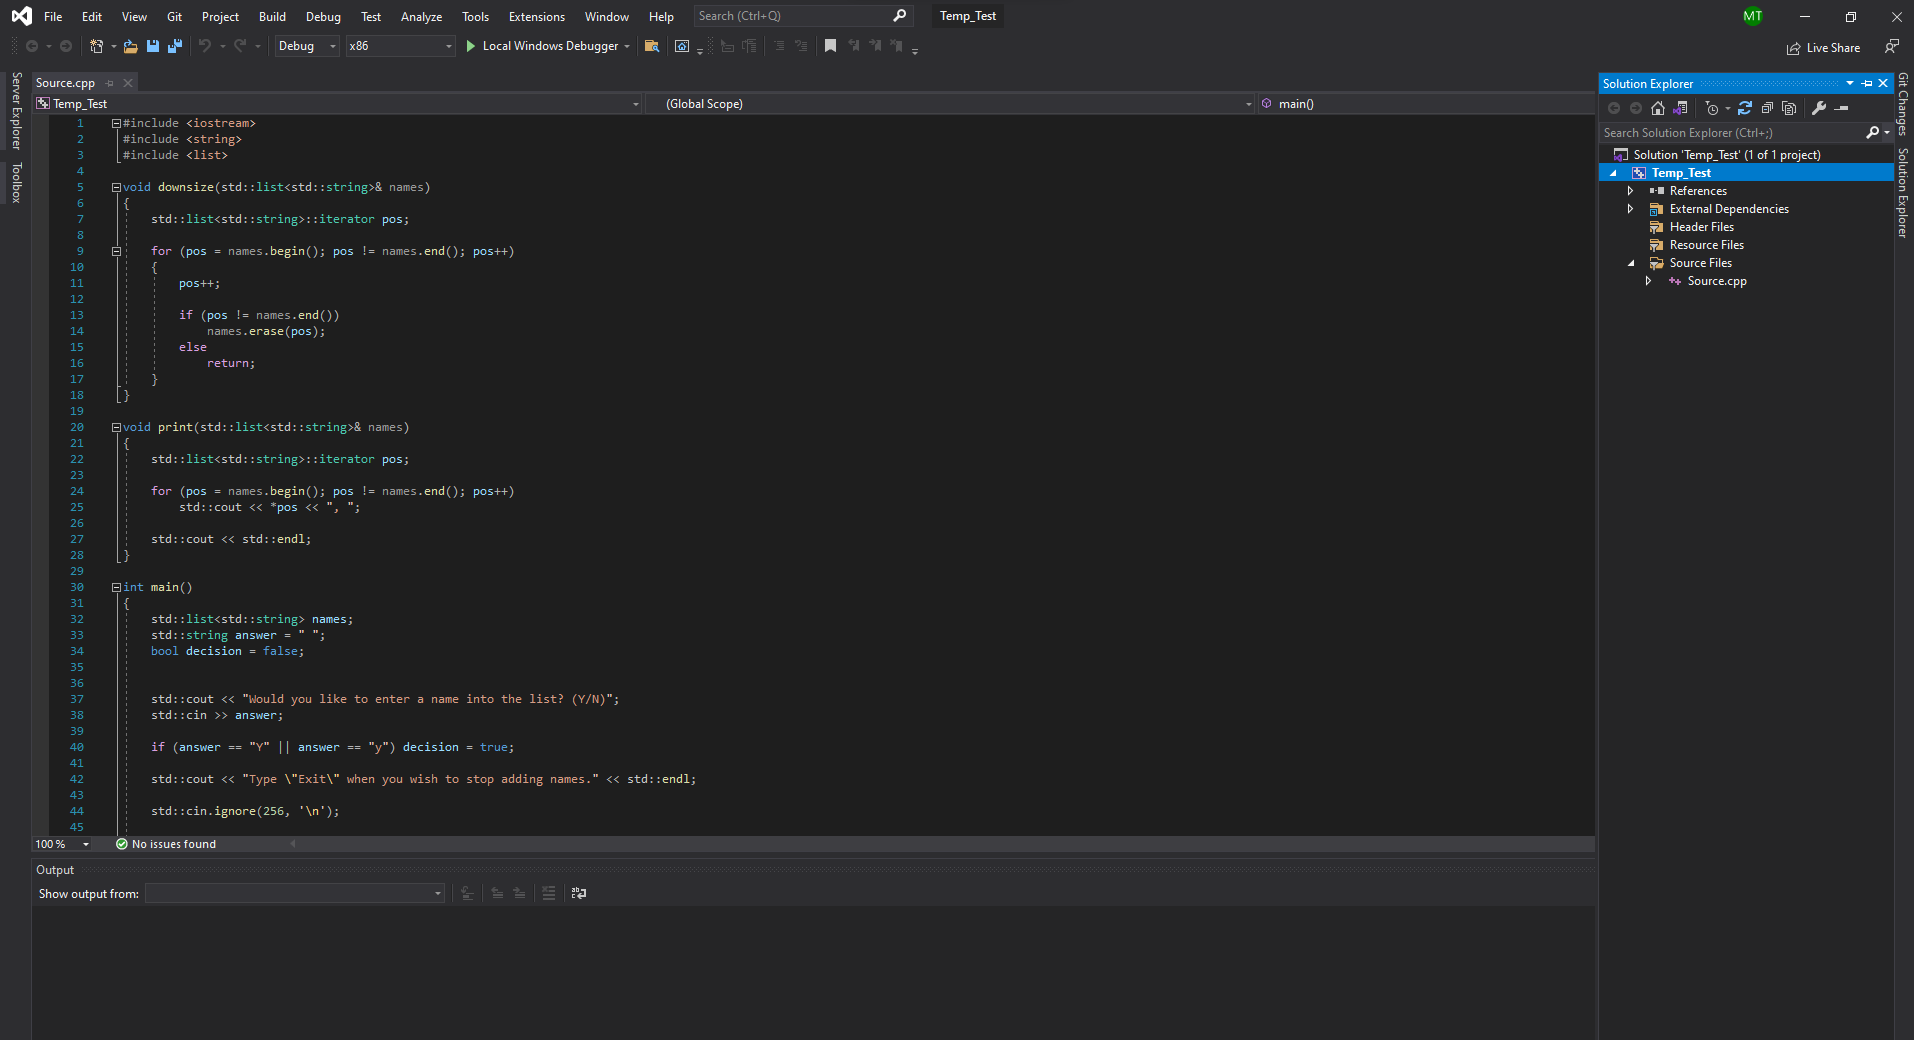 File Edit View Git Project Build Debug Test Analyze Tools Extensions Window Help Search (Ctrl+Q) Temp_Test MT
Debug x86 Local Windows Debugger Live Share
Server Explorer
Toolbox
Source.cpp
Temp_Test (Global Scope) main()
1 #include <iostream>
2 #include <string>
3 #include <list>
4
5 void downsize(std::list<std::string>& names)
6 {
7 std::list<std::string>::iterator pos;
8
9 for (pos = names.begin(); pos != names.end(); pos++)
10 {
11 pos++;
12
13 if (pos != names.end())
14 names.erase(pos);
15 else
16 return;
17 }
18 }
19
20 void print(std::list<std::string>& names)
21 {
22 std::list<std::string>::iterator pos;
23
24 for (pos = names.begin(); pos != names.end(); pos++)
25 std::cout << *pos << ", ";
26
27 std::cout << std::endl;
28 }
29
30 int main()
31 {
32 std::list<std::string> names;
33 std::string answer = " ";
34 bool decision = false;
35
36
37 std::cout << "Would you like to enter a name into the list? (Y/N)";
38 std::cin >> answer;
39
40 if (answer == "Y" || answer == "y") decision = true;
41
42 std::cout << "Type \"Exit\" when you wish to stop adding names." << std::endl;
43
44 std::cin.ignore(256, '\n');
45
100 % No issues found
Output
Show output from:
Solution Explorer
Search Solution Explorer (Ctrl+;)
Solution 'Temp_Test' (1 of 1 project)
Temp_Test
References
External Dependencies
Header Files
Resource Files
Source Files
Source.cpp
Git Changes
Solution Explorer